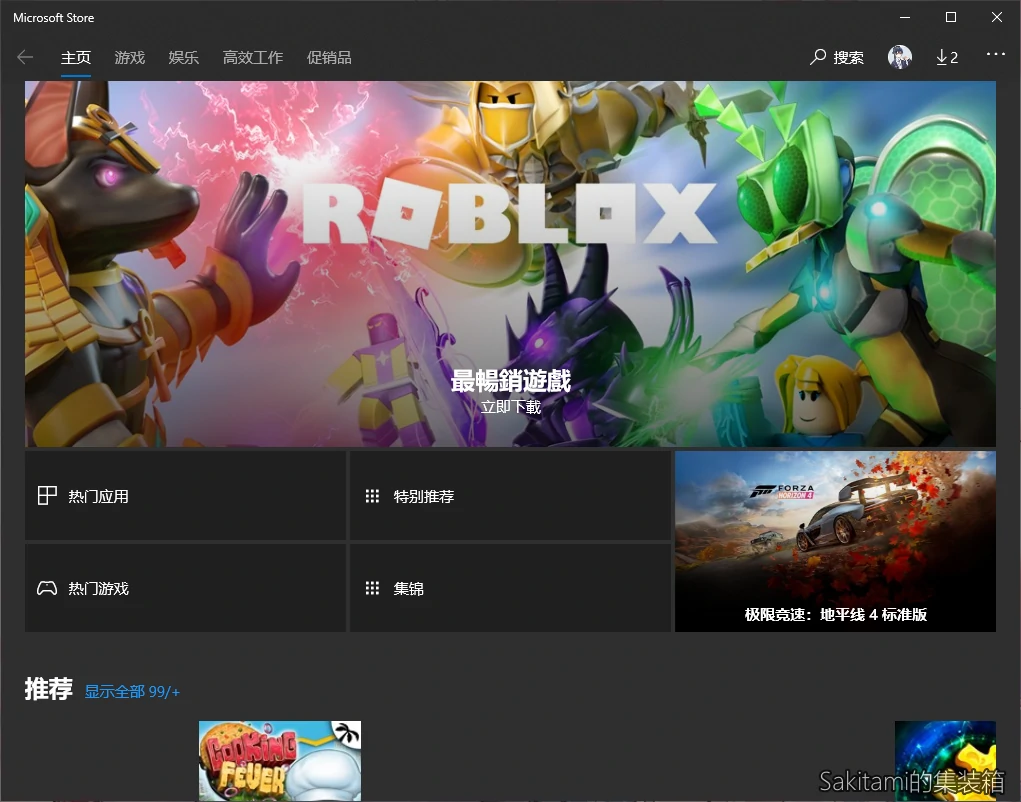 Microsoft Store
主页 游戏 娱乐 高效工作 促销品 搜索 2
ROBLOX
最暢銷遊戲
立即下載
热门应用
特别推荐
FORZA
HORIZON 4
热门游戏
集锦
极限竞速：地平线 4 标准版
推荐 显示全部 99/+
COOKING
FEVER
Sakitami的集装箱